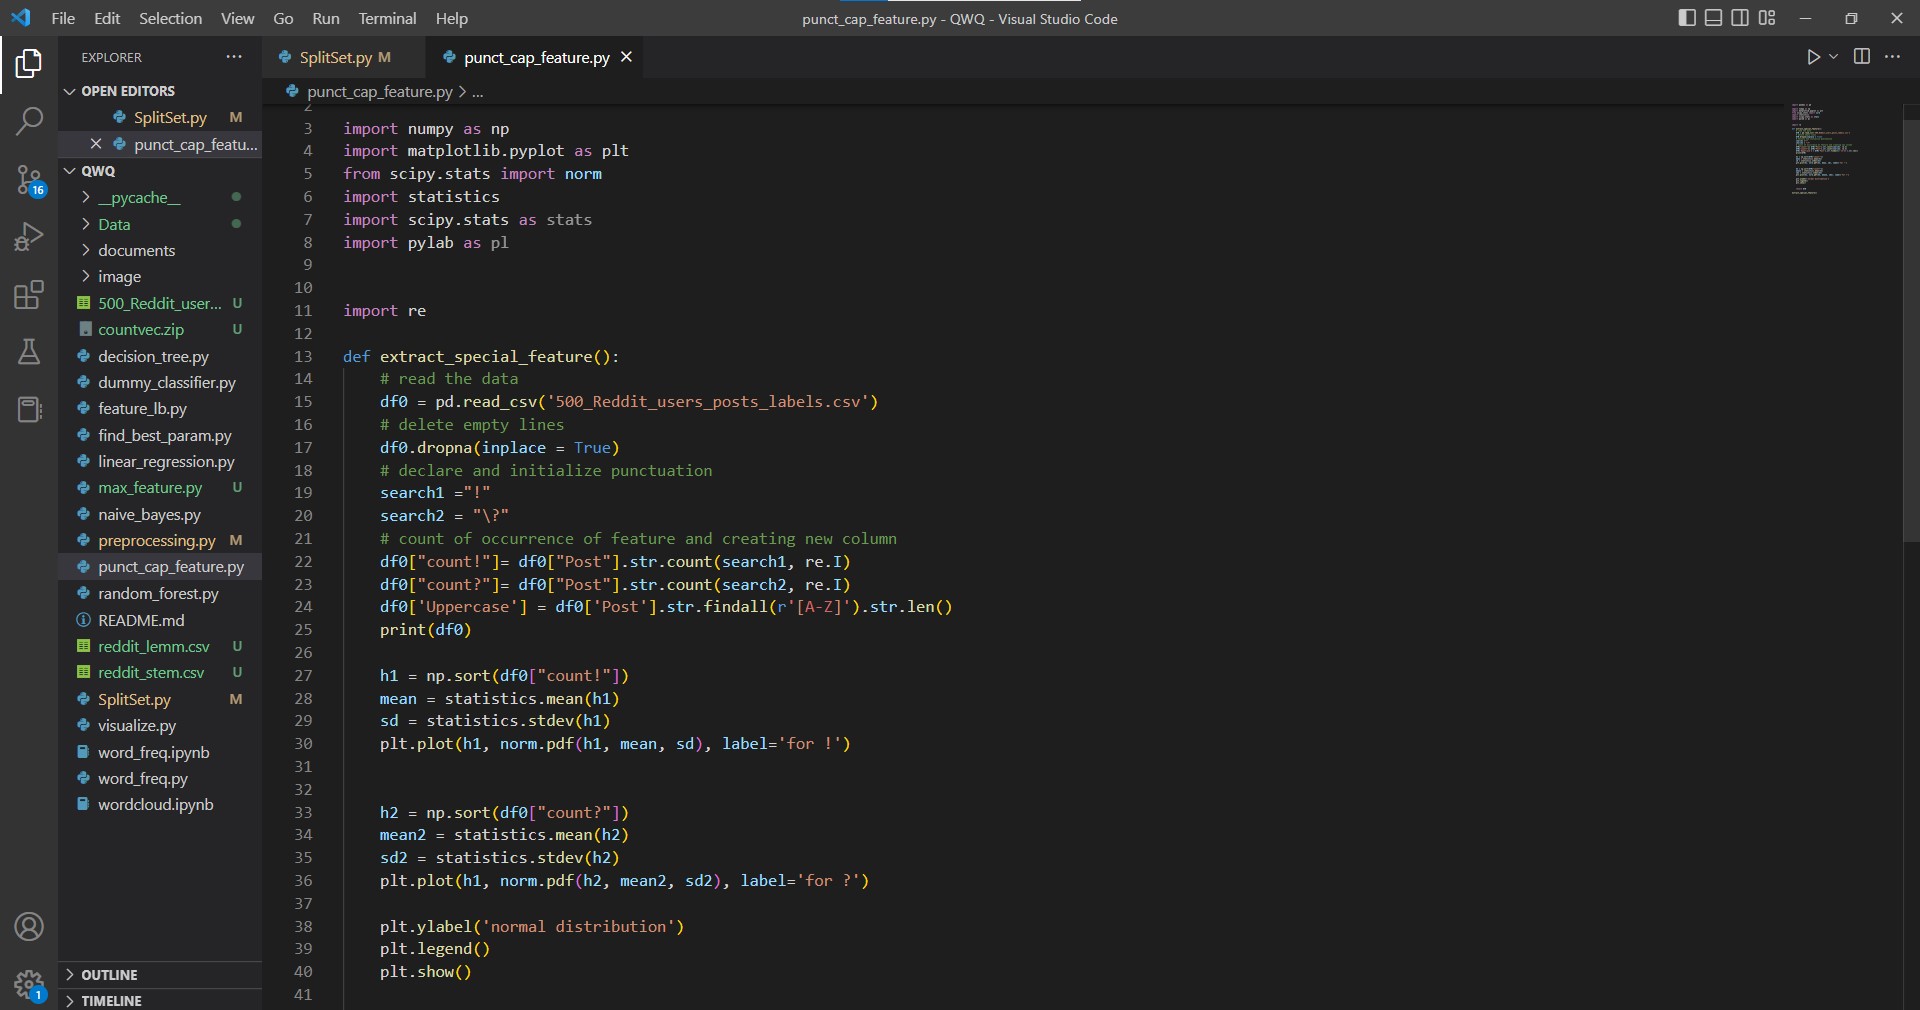 File Edit Selection View Go Run Terminal Help
punct_cap_feature.py - QWQ - Visual Studio Code
EXPLORER
OPEN EDITORS
SplitSet.py M
punct_cap_featu...
QWQ
__pycache__
Data
documents
image
500_Reddit_user... U
countvec.zip U
decision_tree.py
dummy_classifier.py
feature_lb.py
find_best_param.py
linear_regression.py
max_feature.py U
naive_bayes.py
preprocessing.py M
punct_cap_feature.py
random_forest.py
README.md
reddit_lemm.csv U
reddit_stem.csv U
SplitSet.py M
visualize.py
word_freq.ipynb
word_freq.py
wordcloud.ipynb
OUTLINE
TIMELINE
16
1
SplitSet.py M
punct_cap_feature.py
punct_cap_feature.py > ...
2
3 import numpy as np
4 import matplotlib.pyplot as plt
5 from scipy.stats import norm
6 import statistics
7 import scipy.stats as stats
8 import pylab as pl
9
10
11 import re
12
13 def extract_special_feature():
14 # read the data
15 df0 = pd.read_csv('500_Reddit_users_posts_labels.csv')
16 # delete empty lines
17 df0.dropna(inplace = True)
18 # declare and initialize punctuation
19 search1 ="!"
20 search2 = "\?"
21 # count of occurrence of feature and creating new column
22 df0["count!"]= df0["Post"].str.count(search1, re.I)
23 df0["count?"]= df0["Post"].str.count(search2, re.I)
24 df0['Uppercase'] = df0['Post'].str.findall(r'[A-Z]').str.len()
25 print(df0)
26
27 h1 = np.sort(df0["count!"])
28 mean = statistics.mean(h1)
29 sd = statistics.stdev(h1)
30 plt.plot(h1, norm.pdf(h1, mean, sd), label='for !')
31
32
33 h2 = np.sort(df0["count?"])
34 mean2 = statistics.mean(h2)
35 sd2 = statistics.stdev(h2)
36 plt.plot(h1, norm.pdf(h2, mean2, sd2), label='for ?')
37
38 plt.ylabel('normal distribution')
39 plt.legend()
40 plt.show()
41